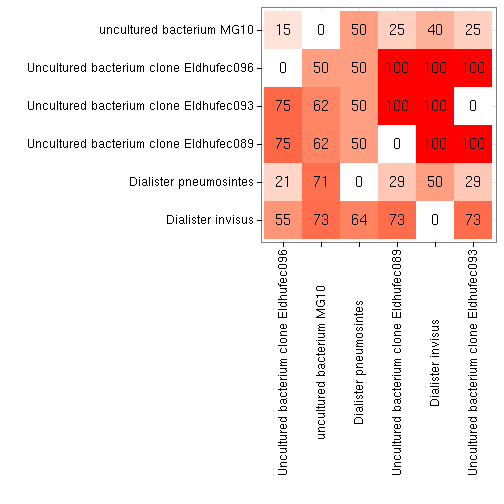 uncultured bacterium MG10 15 0 50 25 40 25
Uncultured bacterium clone Eldhufec096 0 50 50 100 100 100
Uncultured bacterium clone Eldhufec093 75 62 50 100 100 0
Uncultured bacterium clone Eldhufec089 75 62 50 0 100 100
Dialister pneumosintes 21 71 0 29 50 29
Dialister invisus 55 73 64 73 0 73
Uncultured bacterium clone Eldhufec096
uncultured bacterium MG10
Dialister pneumosintes
Uncultured bacterium clone Eldhufec089
Dialister invisus
Uncultured bacterium clone Eldhufec093